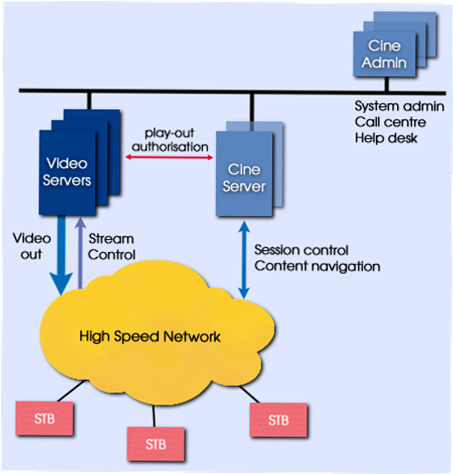 Cine
Admin
System admin
Call centre
Help desk
play-out
authorisation
Video
Servers
Cine
Server
Video
out
Stream
Control
Session control
Content navigation
High Speed Network
STB
STB
STB